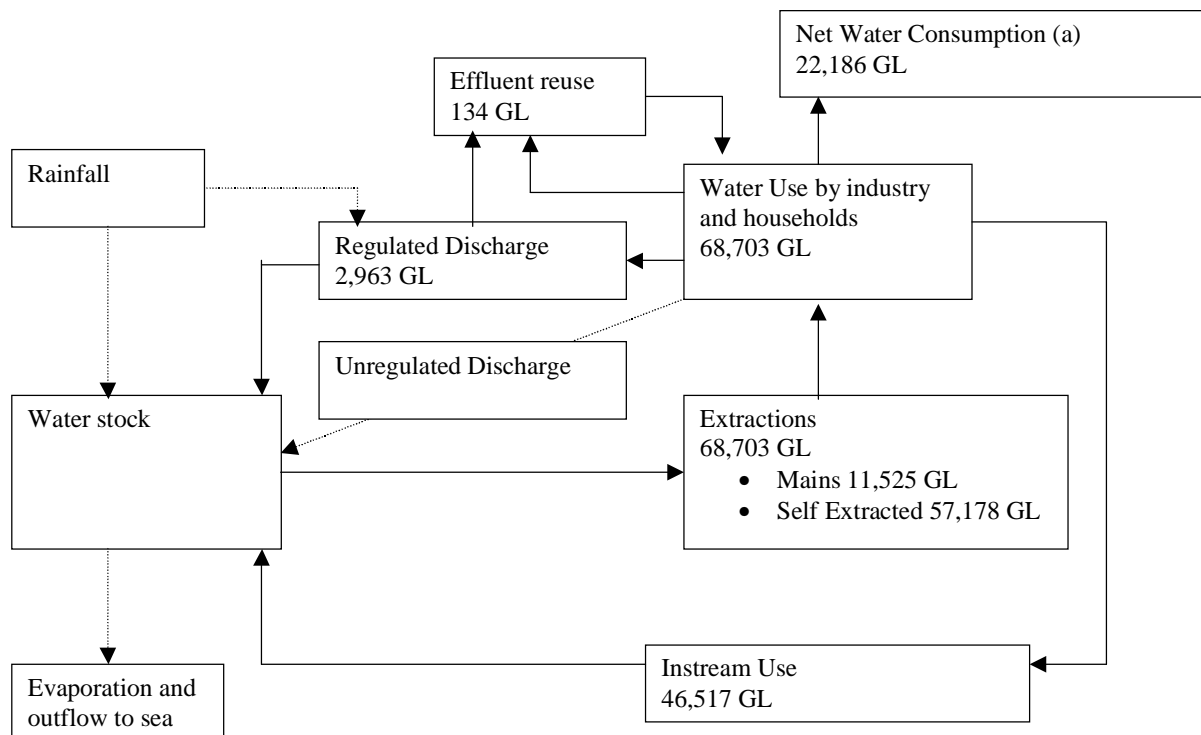 Net Water Consumption (a)
22,186 GL
Effluent reuse
134 GL
Rainfall
Water Use by industry
and households
68,703 GL
Regulated Discharge
2,963 GL
Unregulated Discharge
Water stock
Extractions
68,703 GL
• Mains 11,525 GL
• Self Extracted 57,178 GL
Instream Use
46,517 GL
Evaporation and
outflow to sea